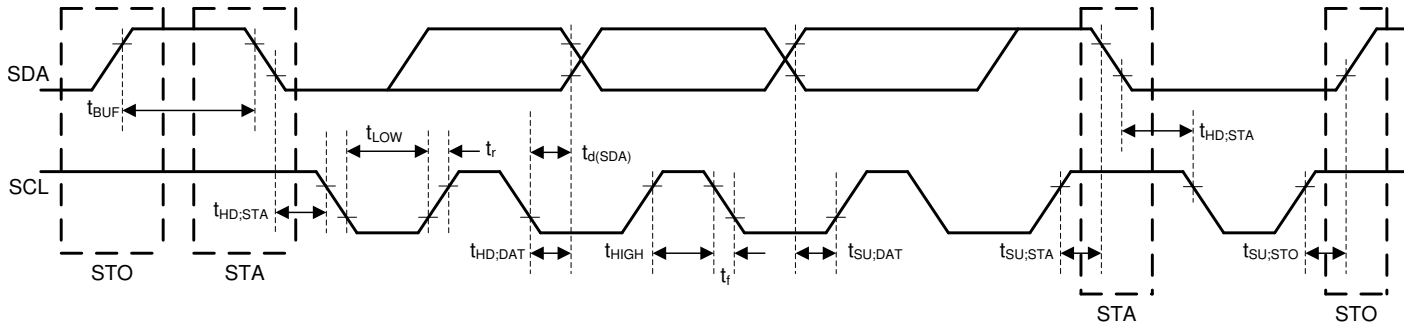 SDA
tBUF
tLOW
tr
td(SDA)
tHD;STA
SCL
tHD;STA
tHD;DAT
tHIGH
tf
tSU;DAT
tSU;STA
tSU;STO
STO
STA
STA
STO